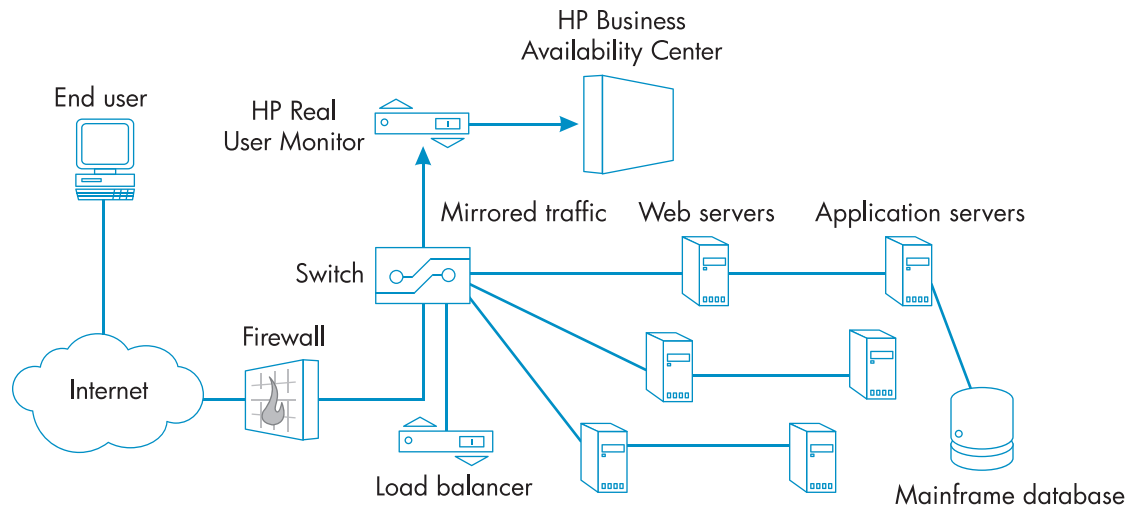 HP Business
Availability Center
End user
HP Real
User Monitor
Mirrored traffic
Web servers
Application servers
Switch
Firewall
Internet
Load balancer
Mainframe database